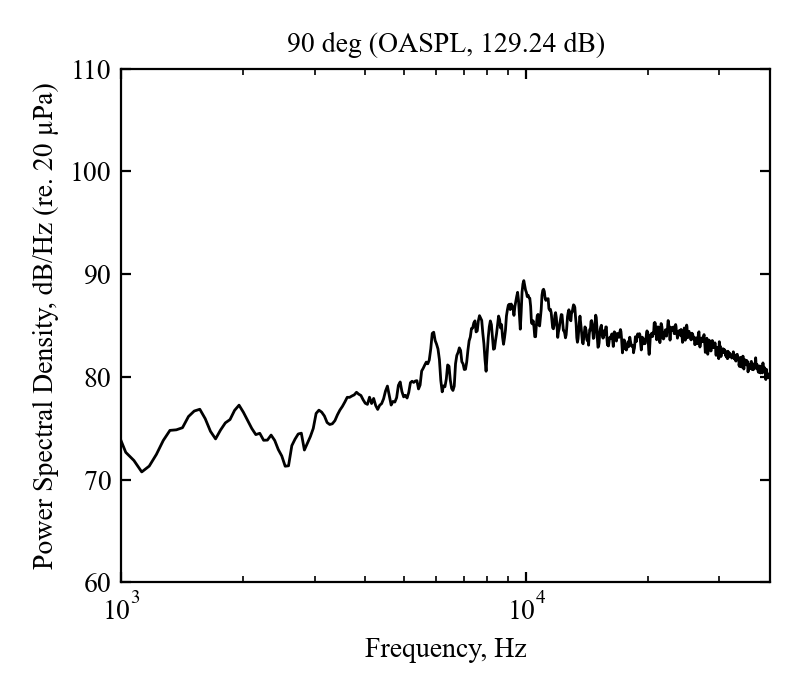 90 deg (OASPL, 129.24 dB)
Power Spectral Density, dB/Hz (re. 20 µPa)
110
100
90
80
70
60
10³
10⁴
Frequency, Hz